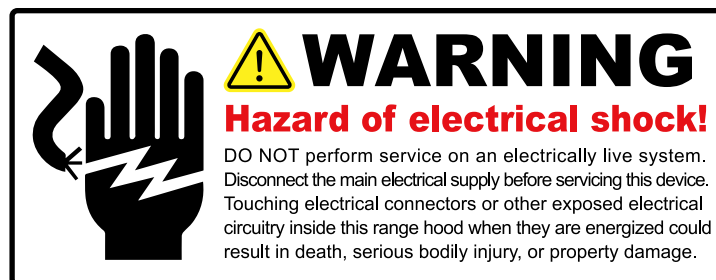 WARNING
Hazard of electrical shock!
DO NOT perform service on an electrically live system.
Disconnect the main electrical supply before servicing this device.
Touching electrical connectors or other exposed electrical
circuitry inside this range hood when they are energized could
result in death, serious bodily injury, or property damage.